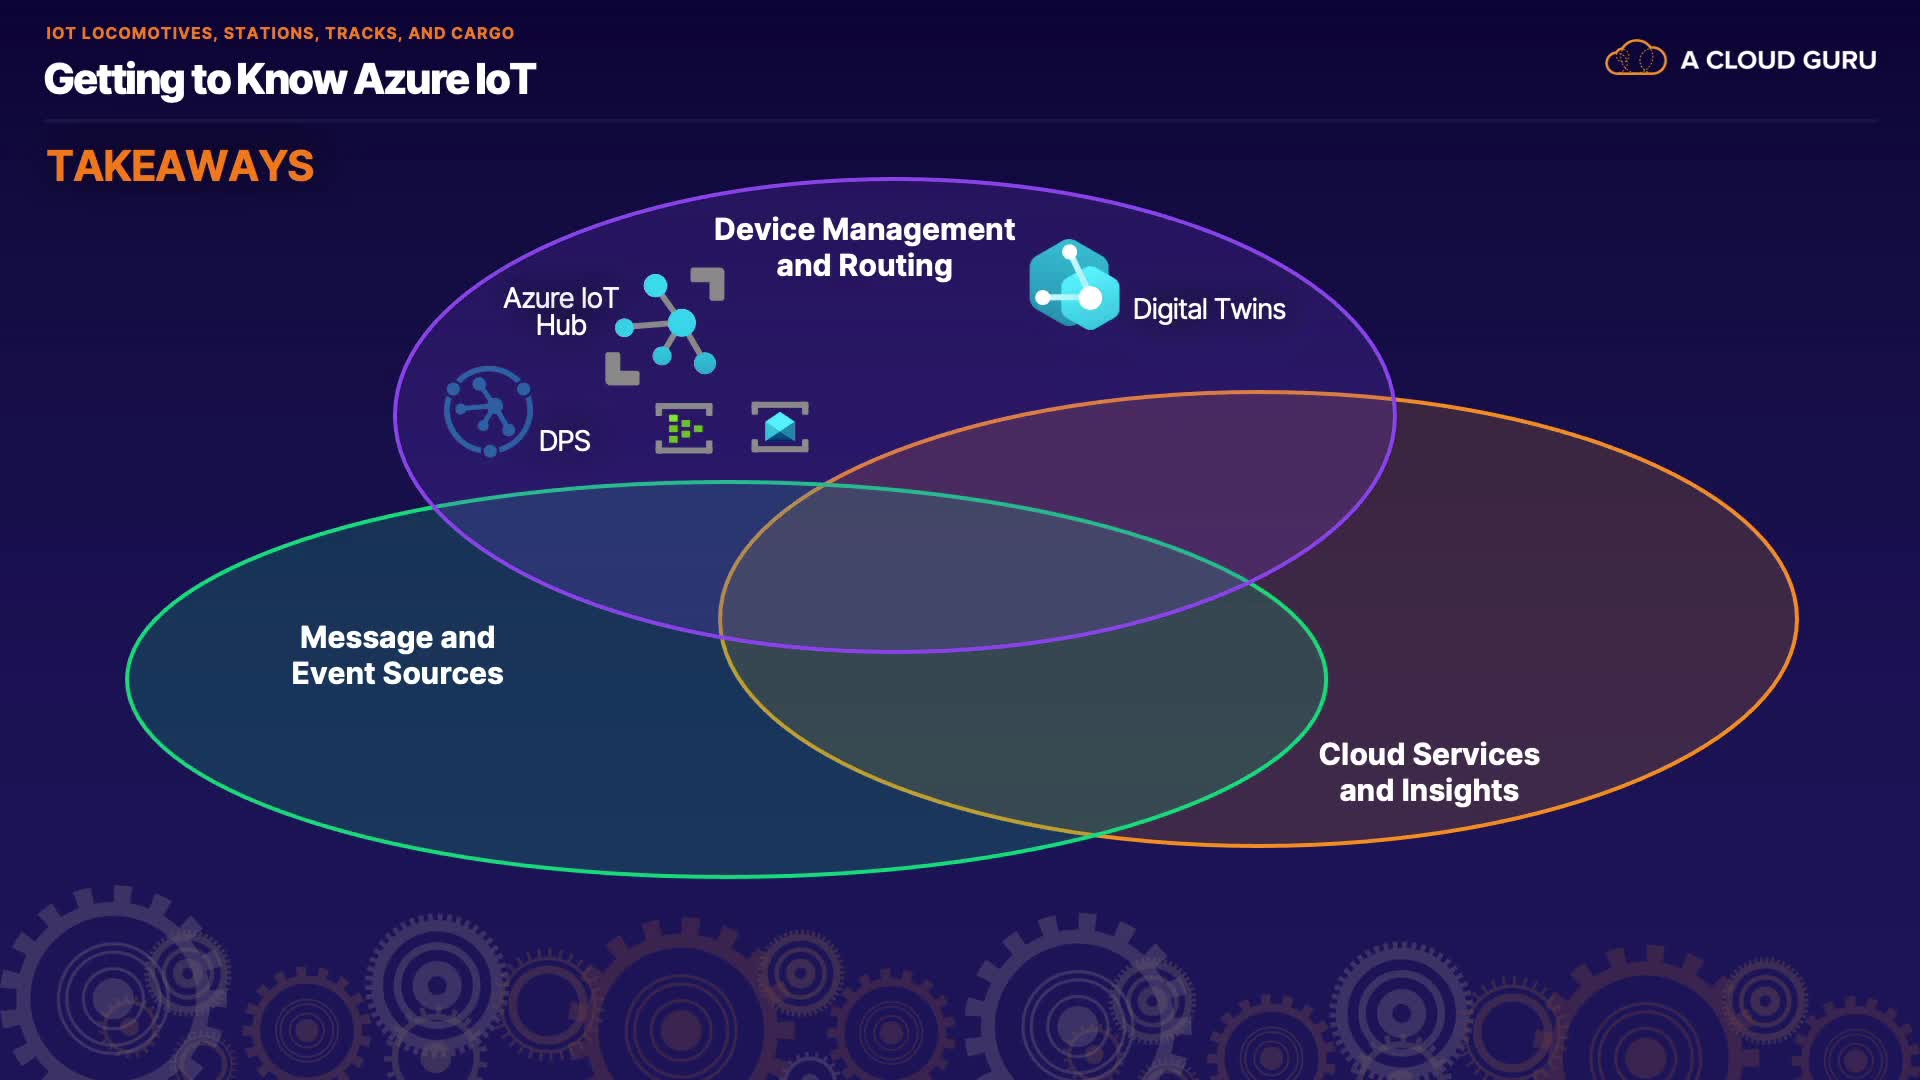 IOT LOCOMOTIVES, STATIONS, TRACKS, AND CARGO
Getting to Know Azure IoT
A CLOUD GURU
TAKEAWAYS
Device Management
and Routing
Azure IoT
Hub
Digital Twins
DPS
Message and
Event Sources
Cloud Services
and Insights